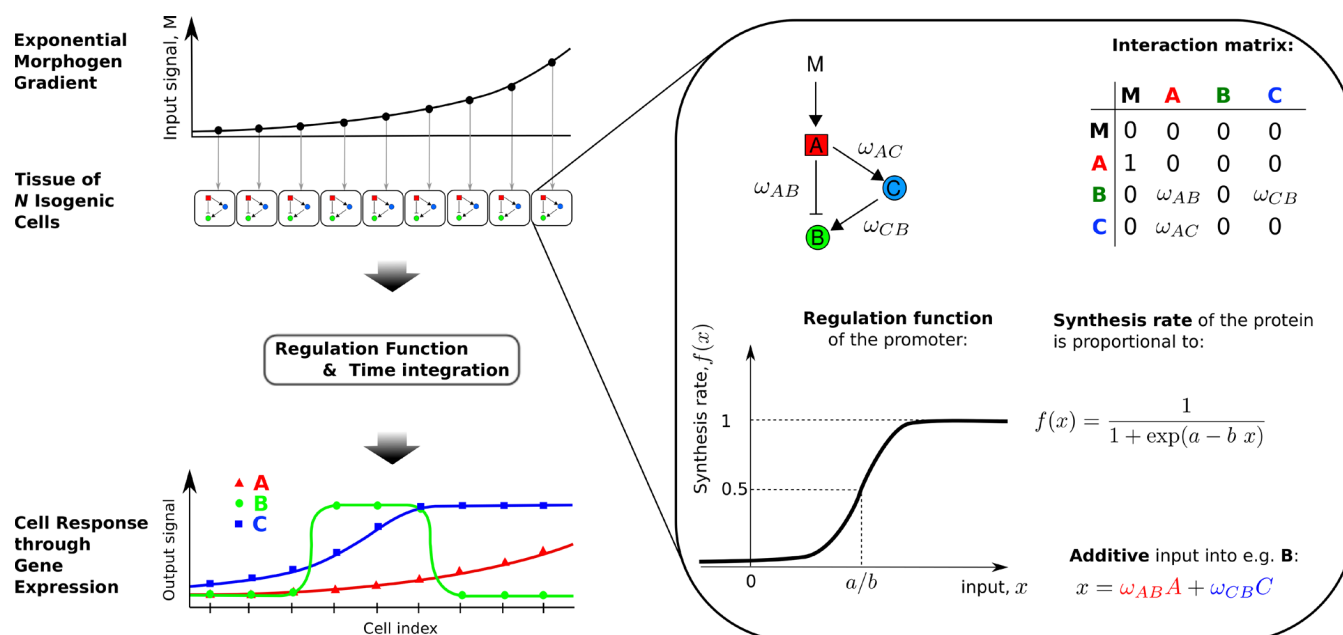 Exponential
Morphogen
Gradient
Input signal, M
Tissue of
N Isogenic
Cells
Regulation Function
& Time integration
Cell Response
through
Gene
Expression
Output signal
A
B
C
Cell index
M
A
ω_AC
C
ω_AB
ω_CB
B
Interaction matrix:
M A B C
M 0 0 0 0
A 1 0 0 0
B 0 ω_AB 0 ω_CB
C 0 ω_AC 0 0
Regulation function
of the promoter:
Synthesis rate, f(x)
1
0.5
0
a/b
input, x
Synthesis rate of the protein
is proportional to:
f(x) = 1 / (1 + exp(a − b x))
Additive input into e.g. B:
x = ω_AB A + ω_CB C